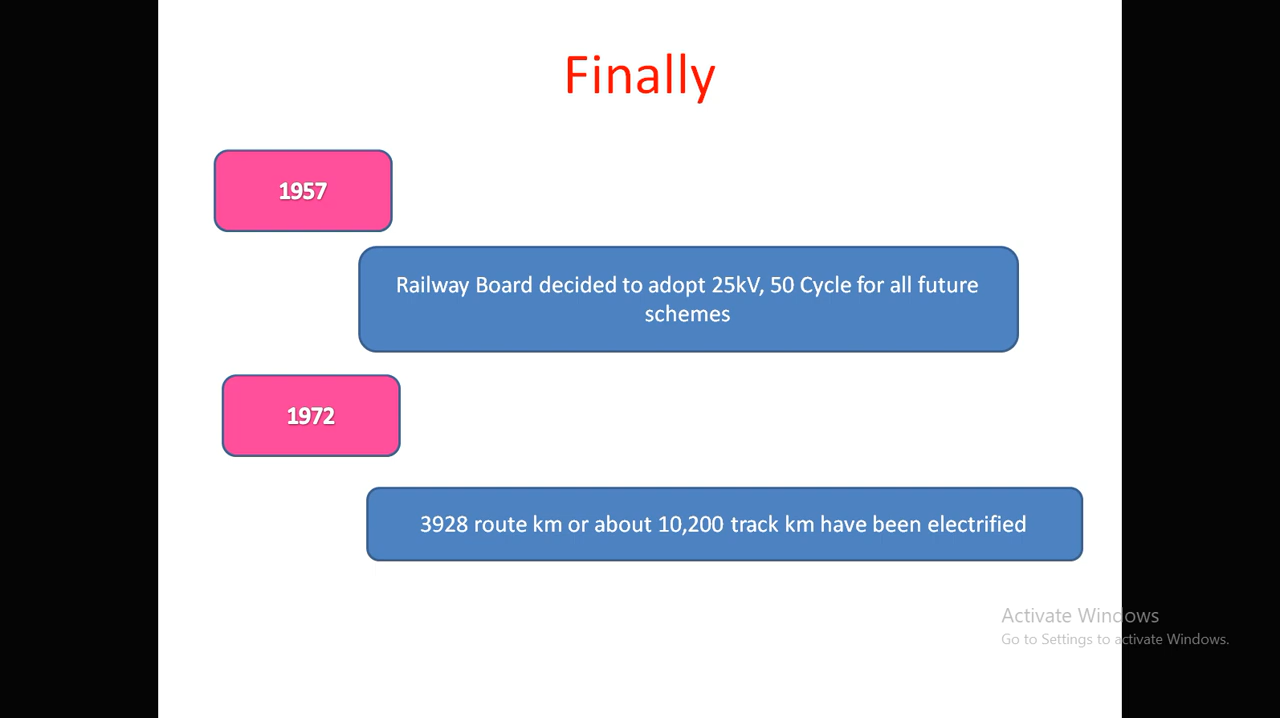 Finally
1957
Railway Board decided to adopt 25kV, 50 Cycle for all future
schemes
1972
3928 route km or about 10,200 track km have been electrified
Activate Windows
Go to Settings to activate Windows.